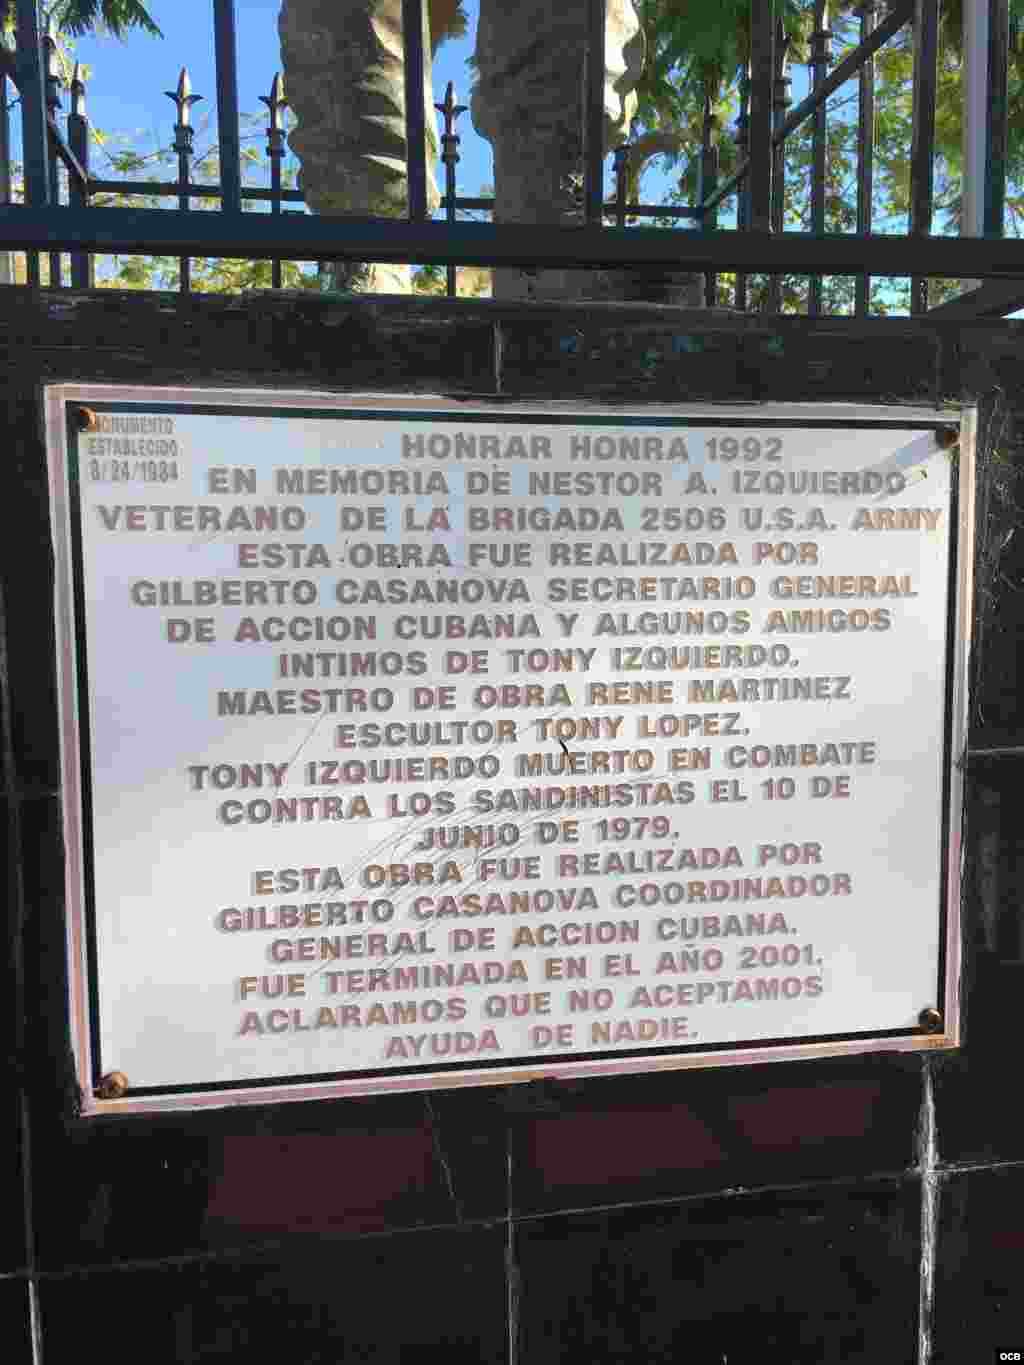 MONUMENTO
ESTABLECIDO
8/24/1984
HONRAR HONRA 1992
EN MEMORIA DE NESTOR A. IZQUIERDO
VETERANO DE LA BRIGADA 2506 U.S.A. ARMY
ESTA OBRA FUE REALIZADA POR
GILBERTO CASANOVA SECRETARIO GENERAL
DE ACCION CUBANA Y ALGUNOS AMIGOS
INTIMOS DE TONY IZQUIERDO.
MAESTRO DE OBRA RENE MARTINEZ
ESCULTOR TONY LOPEZ.
TONY IZQUIERDO MUERTO EN COMBATE
CONTRA LOS SANDINISTAS EL 10 DE
JUNIO DE 1979.
ESTA OBRA FUE REALIZADA POR
GILBERTO CASANOVA COORDINADOR
GENERAL DE ACCION CUBANA.
FUE TERMINADA EN EL AÑO 2001.
ACLARAMOS QUE NO ACEPTAMOS
AYUDA DE NADIE.
OCB